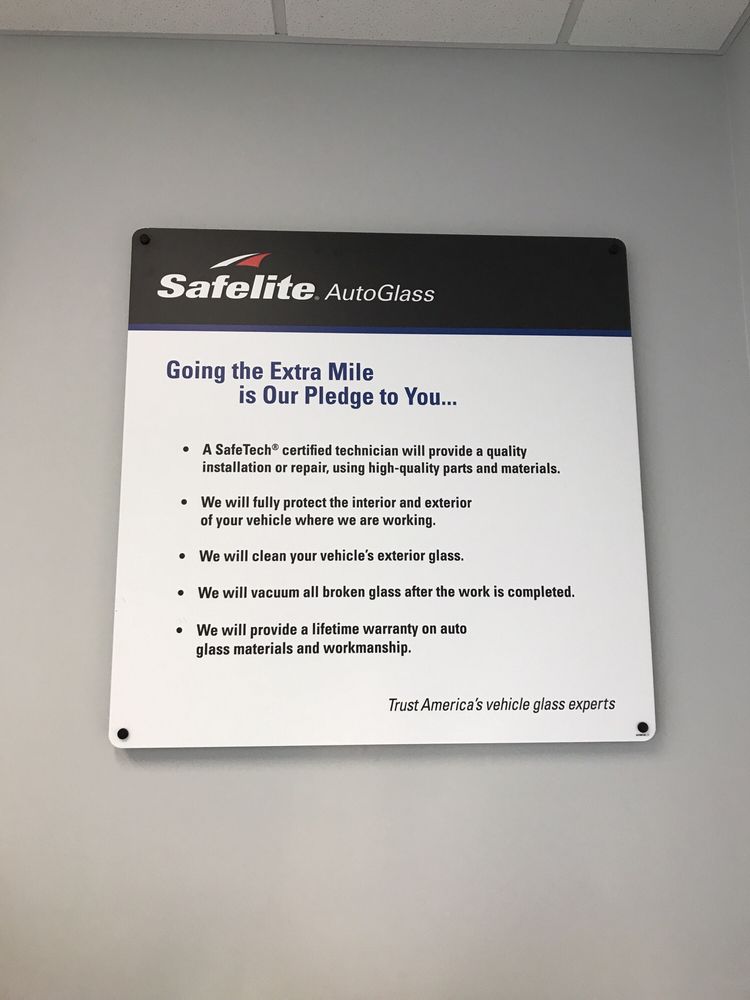 Safelite® AutoGlass
Going the Extra Mile
is Our Pledge to You...
• A SafeTech® certified technician will provide a quality
installation or repair, using high-quality parts and materials.
• We will fully protect the interior and exterior
of your vehicle where we are working.
• We will clean your vehicle's exterior glass.
• We will vacuum all broken glass after the work is completed.
• We will provide a lifetime warranty on auto
glass materials and workmanship.
Trust America's vehicle glass experts